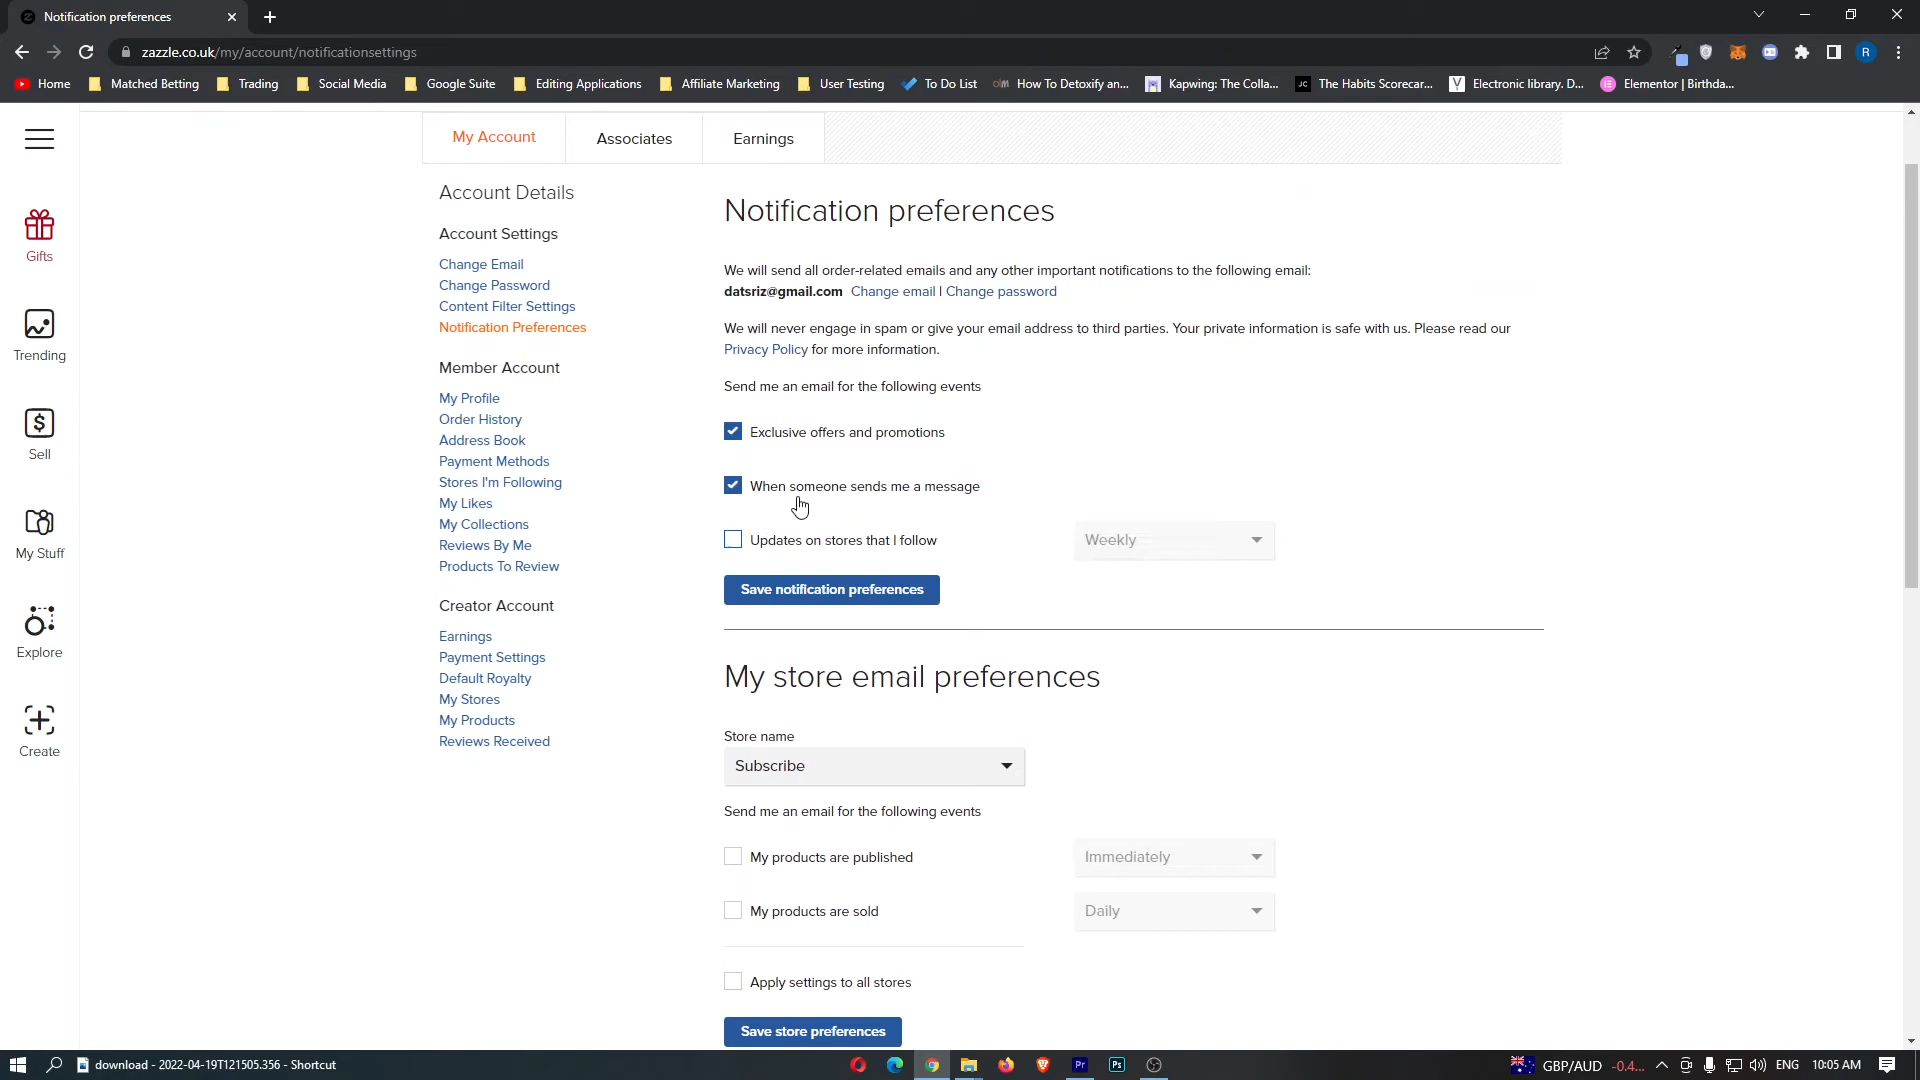 Notification preferences
zazzle.co.uk/my/account/notificationsettings
R
Home
Matched Betting
Trading
Social Media
Google Suite
Editing Applications
Affiliate Marketing
User Testing
To Do List
How To Detoxify an...
Kapwing: The Colla...
JC The Habits Scorecar...
Electronic library. D...
Elementor | Birthda...
My Account
Associates
Earnings
Gifts
Trending
Sell
My Stuff
Explore
Create
Account Details
Account Settings
Change Email
Change Password
Content Filter Settings
Notification Preferences
Member Account
My Profile
Order History
Address Book
Payment Methods
Stores I'm Following
My Likes
My Collections
Reviews By Me
Products To Review
Creator Account
Earnings
Payment Settings
Default Royalty
My Stores
My Products
Reviews Received
Notification preferences
We will send all order-related emails and any other important notifications to the following email:
datsriz@gmail.com Change email | Change password
We will never engage in spam or give your email address to third parties. Your private information is safe with us. Please read our
Privacy Policy for more information.
Send me an email for the following events
Exclusive offers and promotions
When someone sends me a message
Updates on stores that I follow
Weekly
Save notification preferences
My store email preferences
Store name
Subscribe
Send me an email for the following events
My products are published
Immediately
My products are sold
Daily
Apply settings to all stores
Save store preferences
download - 2022-04-19T121505.356 - Shortcut
Pr
Ps
GBP/AUD -0.4...
ENG
10:05 AM